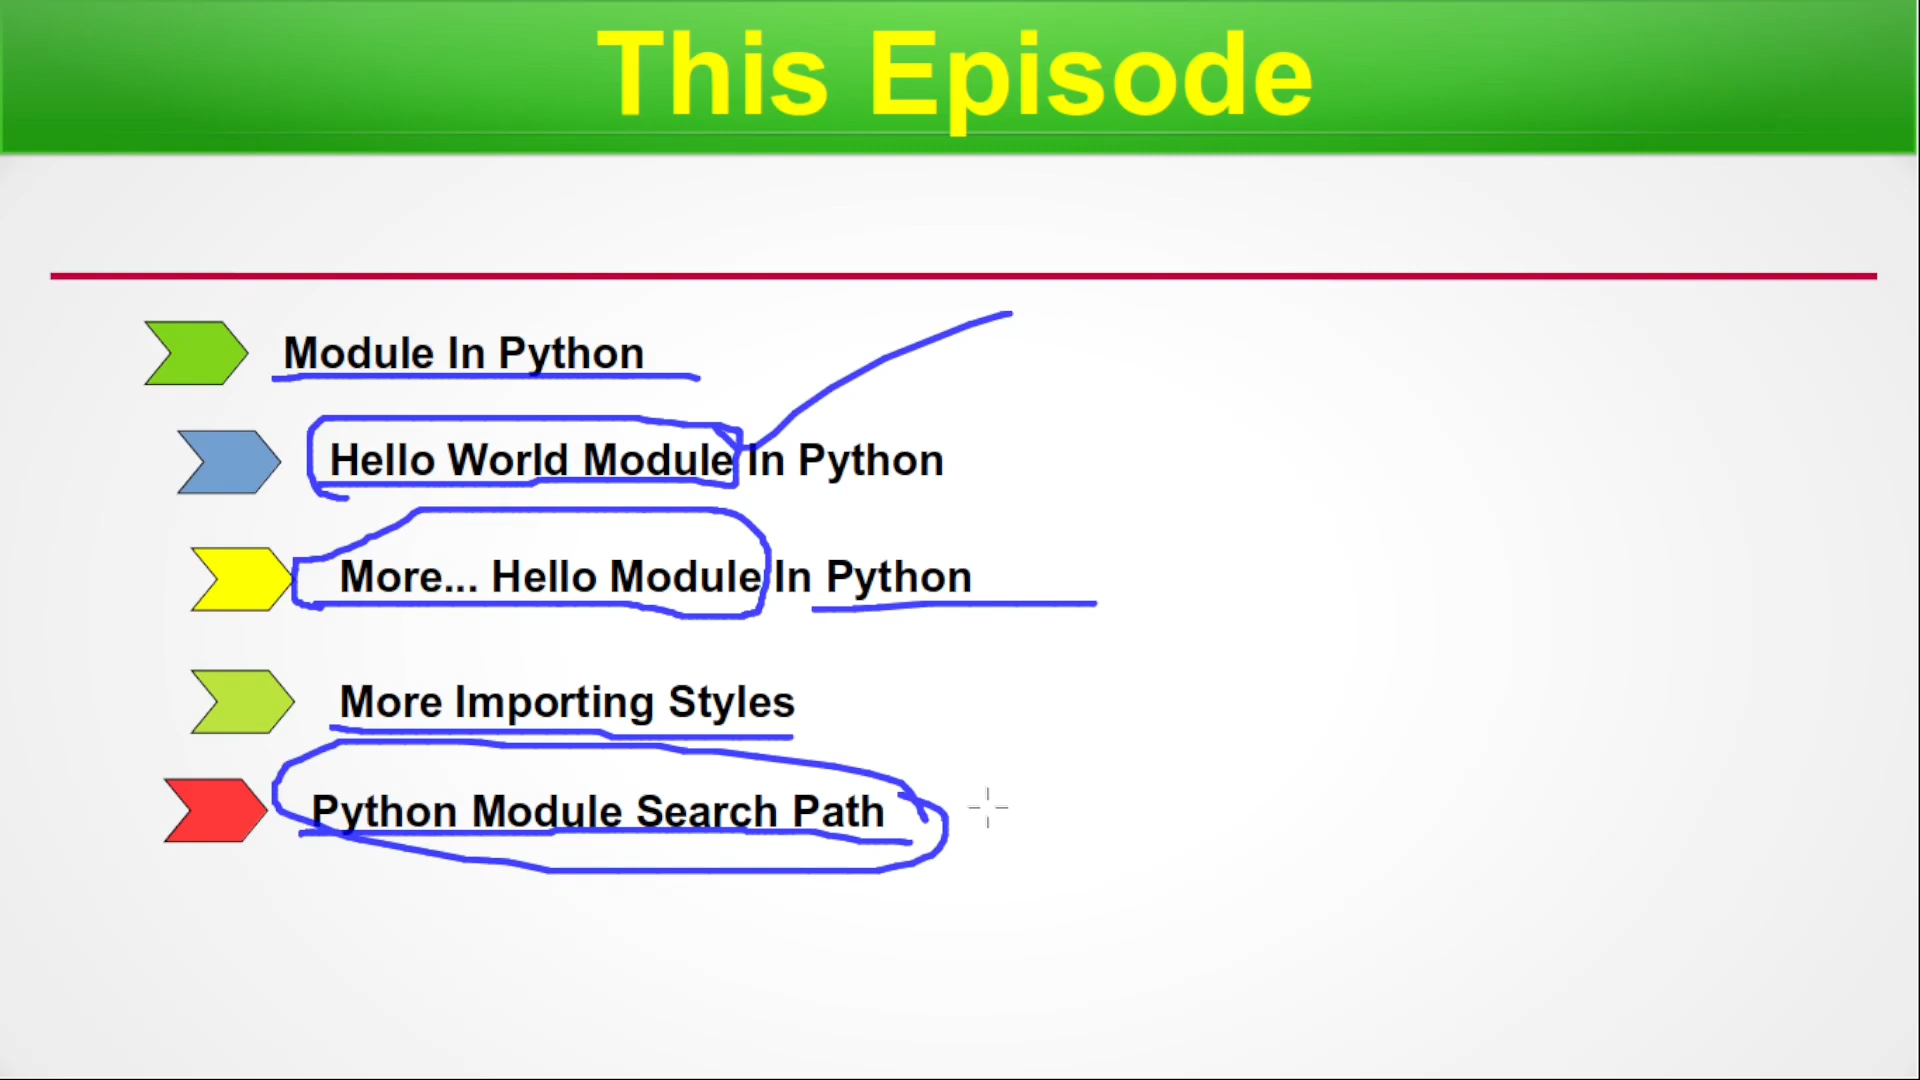 This Episode
Module In Python
Hello World Module In Python
More... Hello Module In Python
More Importing Styles
Python Module Search Path